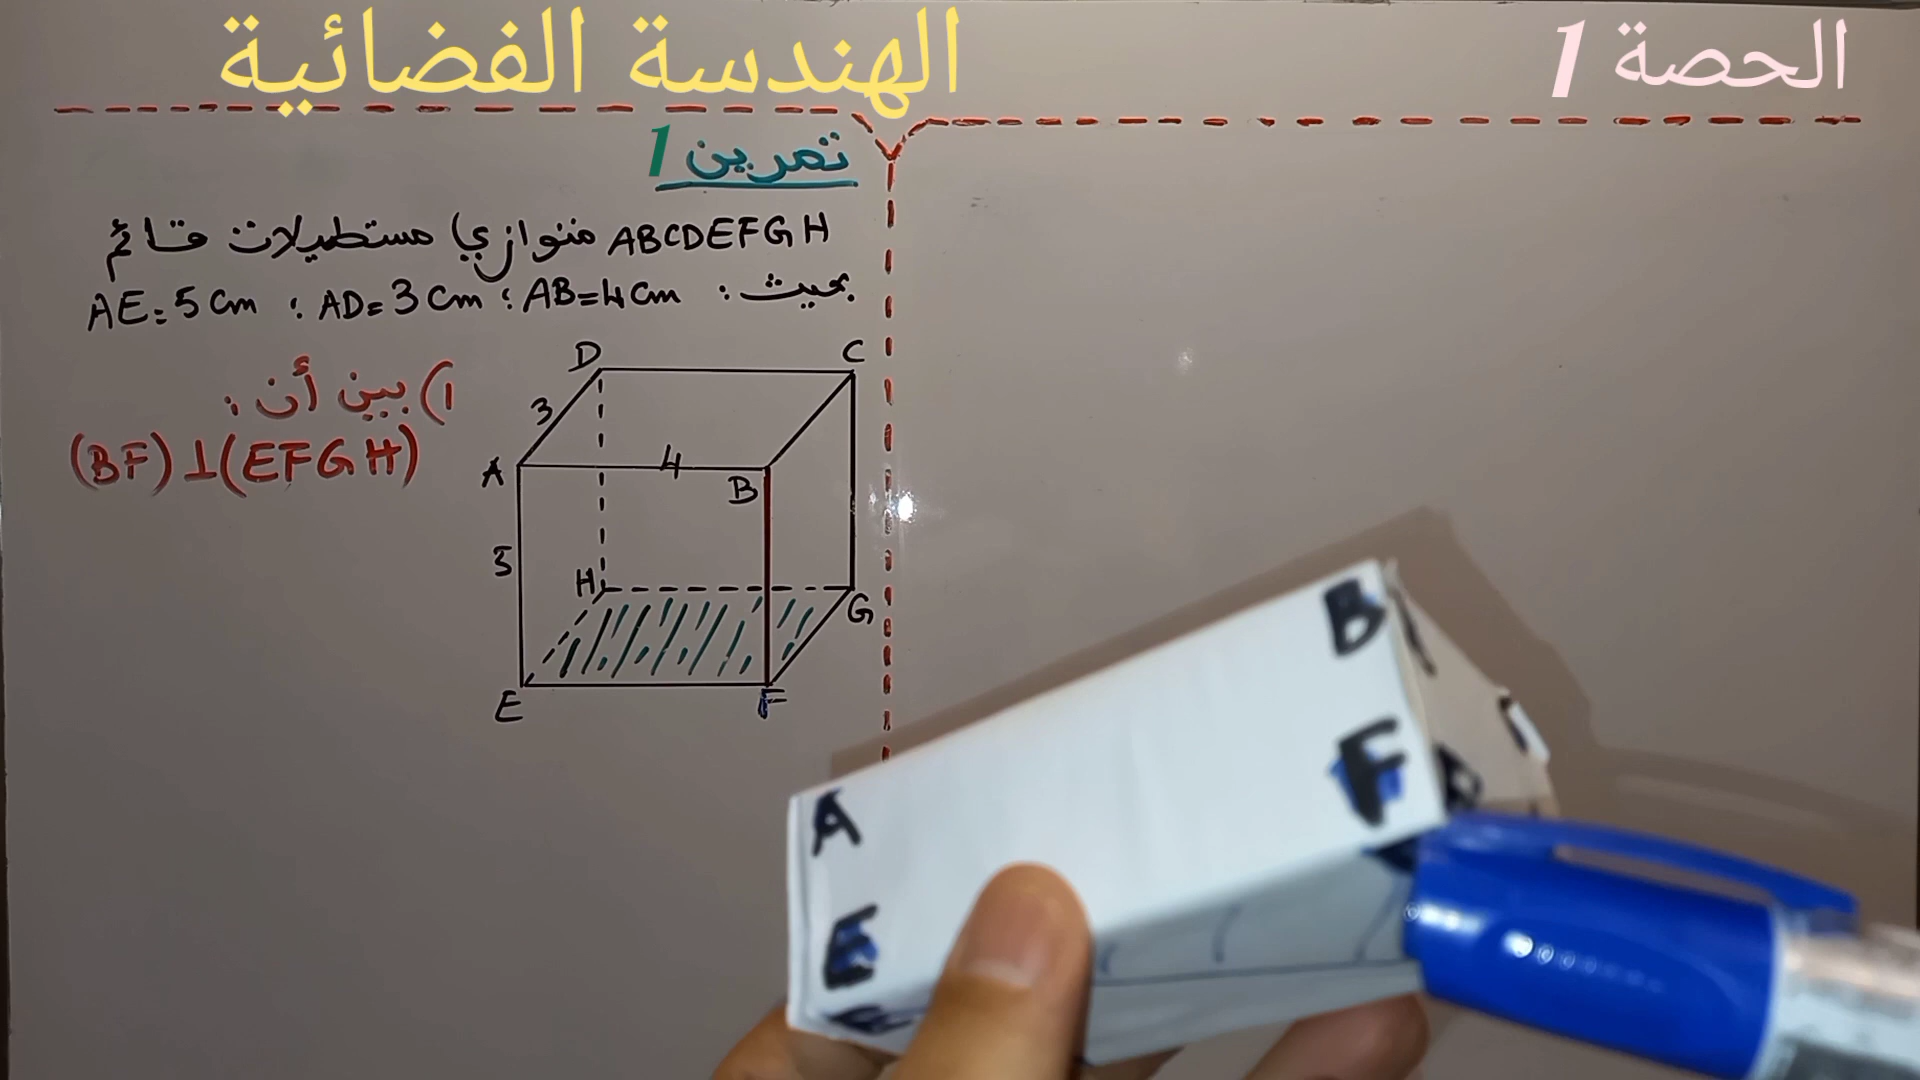 الهندسة الفضائية
الحصة 1
تمرين 1
ABCDEFGH متوازي مستطيلات قائم
بحيث : AB=4cm ; AD=3cm ; AE=5cm
1) بين أن :
(BF)⊥(EFGH)
D
C
3
4
A
B
5
H
G
E
F
B
F
A
E